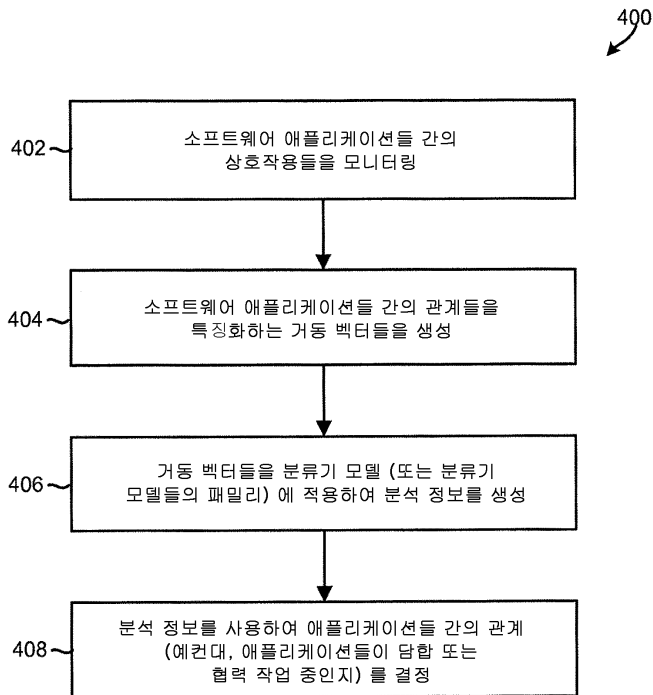 400
402
소프트웨어 애플리케이션들 간의
상호작용들을 모니터링
404
소프트웨어 애플리케이션들 간의 관계들을
특징화하는 거동 벡터들을 생성
406
거동 벡터들을 분류기 모델 (또는 분류기
모델들의 패밀리) 에 적용하여 분석 정보를 생성
408
분석 정보를 사용하여 애플리케이션들 간의 관계
(예컨대, 애플리케이션들이 담합 또는
협력 작업 중인지) 를 결정